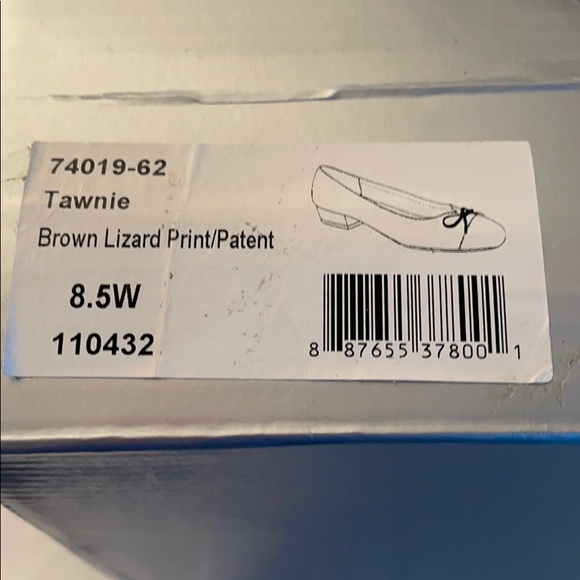 74019-62
Tawnie
Brown Lizard Print/Patent
8.5W
110432
8 87655 37800 1